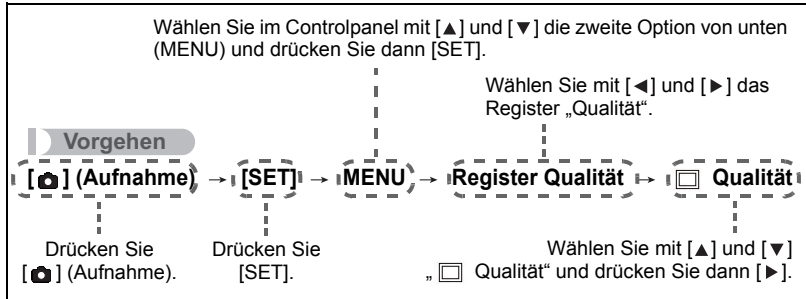 Wählen Sie im Controlpanel mit [▲] und [▼] die zweite Option von unten
(MENU) und drücken Sie dann [SET].
Wählen Sie mit [◄] und [►] das
Register „Qualität“.
Vorgehen
[📷] (Aufnahme) → [SET] → MENU → Register Qualität → Qualität
Drücken Sie
[📷] (Aufnahme).
Drücken Sie
[SET].
Wählen Sie mit [▲] und [▼]
„ Qualität“ und drücken Sie dann [►].